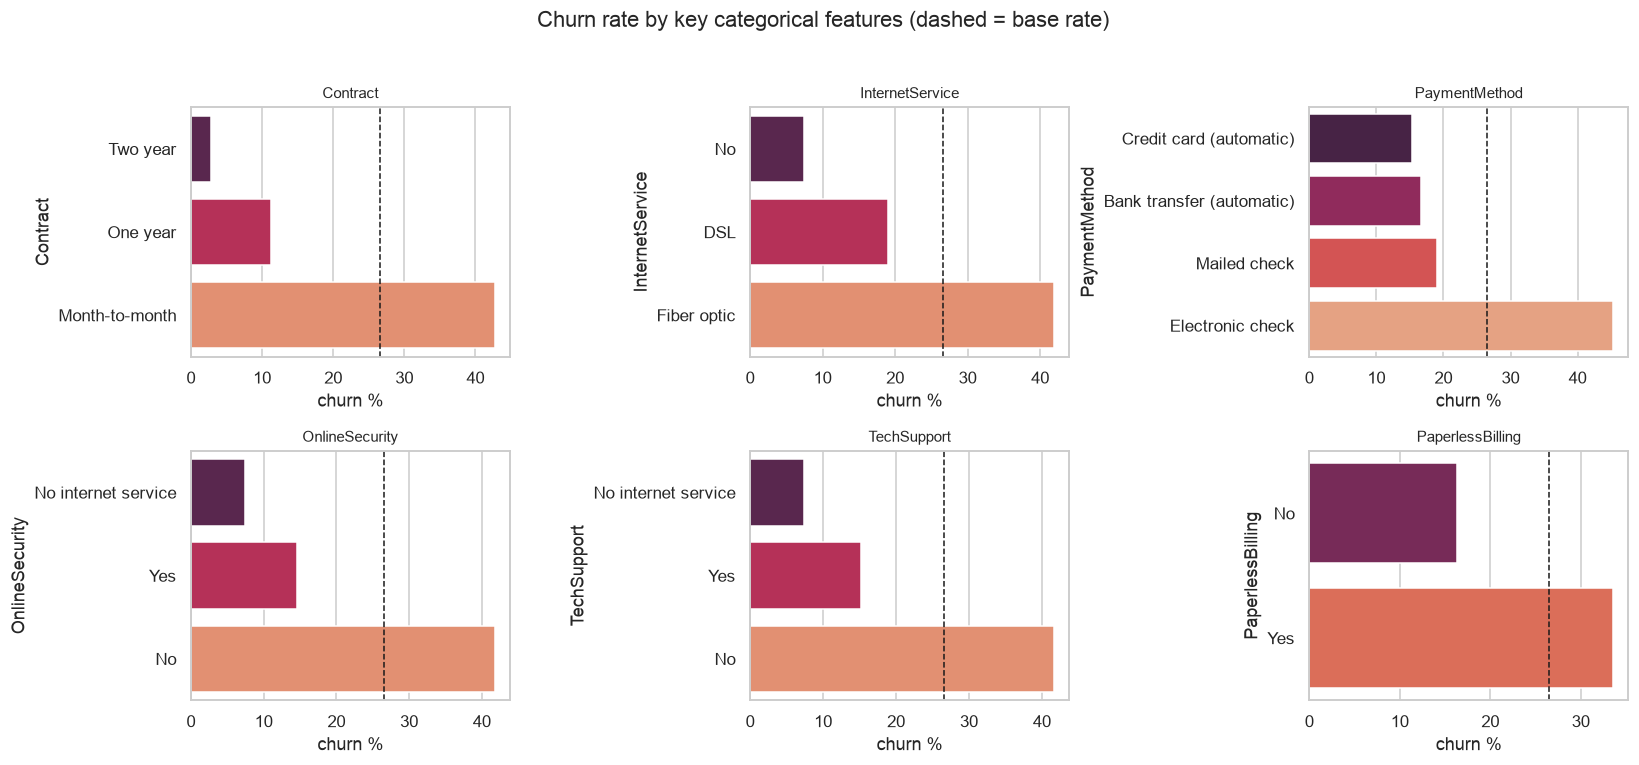 Churn rate by key categorical features (dashed = base rate)
Contract
Contract
Two year
One year
Month-to-month
0 10 20 30 40
churn %
InternetService
InternetService
No
DSL
Fiber optic
0 10 20 30 40
churn %
PaymentMethod
PaymentMethod
Credit card (automatic)
Bank transfer (automatic)
Mailed check
Electronic check
0 10 20 30 40
churn %
OnlineSecurity
OnlineSecurity
No internet service
Yes
No
0 10 20 30 40
churn %
TechSupport
TechSupport
No internet service
Yes
No
0 10 20 30 40
churn %
PaperlessBilling
PaperlessBilling
No
Yes
0 10 20 30
churn %